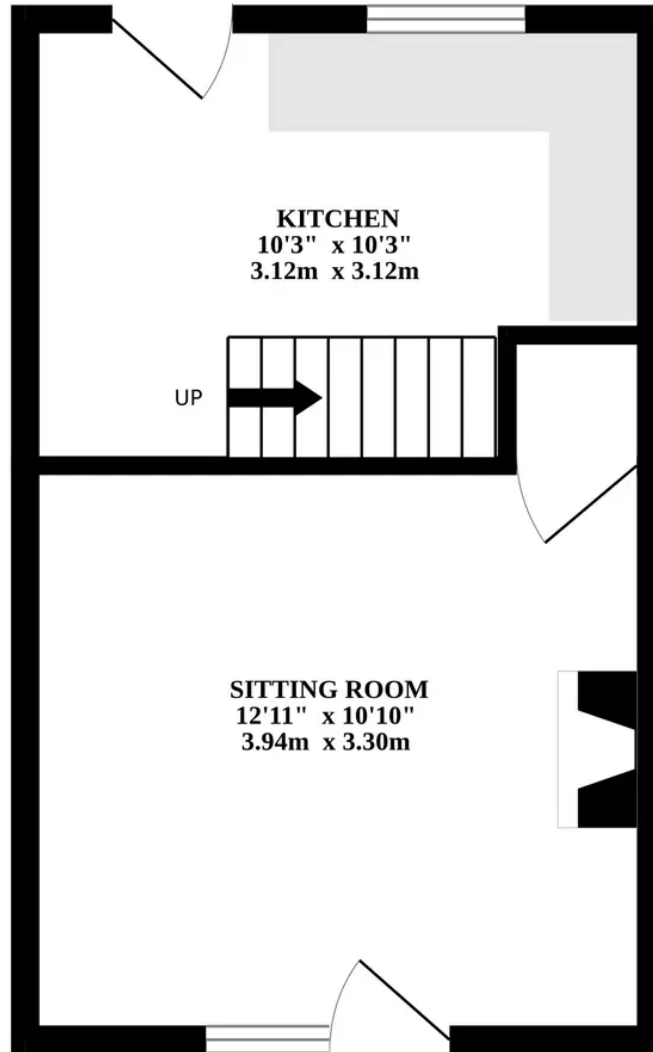 KITCHEN
10'3" x 10'3"
3.12m x 3.12m
UP
SITTING ROOM
12'11" x 10'10"
3.94m x 3.30m